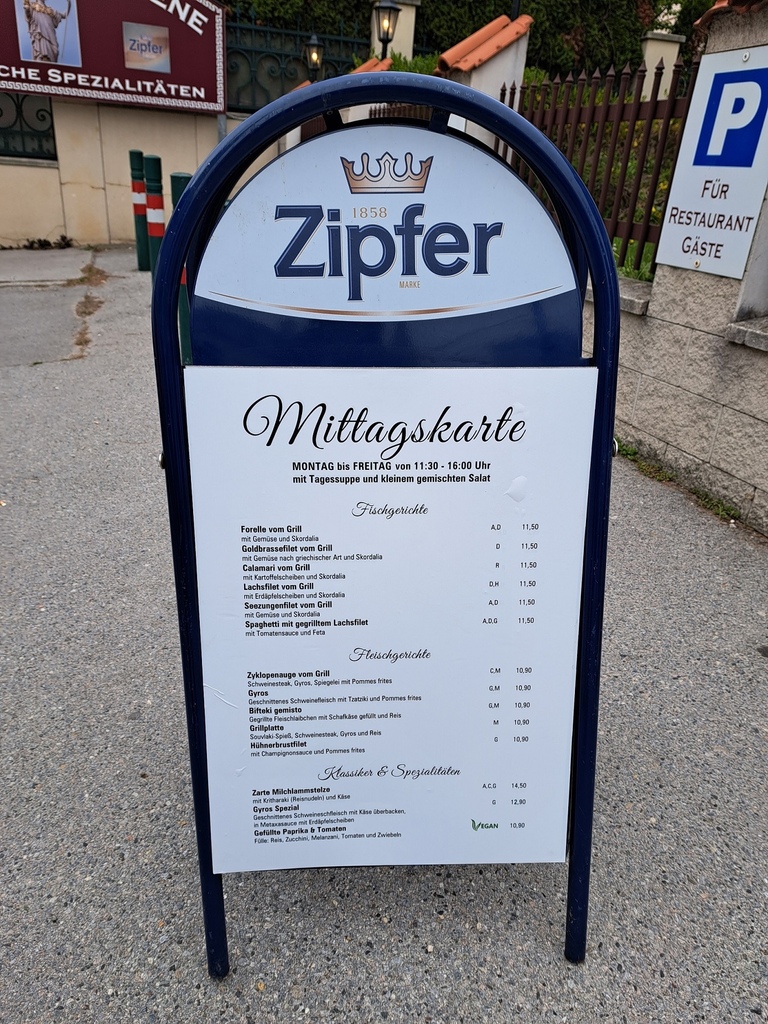 ENE
Zipfer
CHE SPEZIALITÄTEN
P
FÜR
RESTAURANT
GÄSTE
1858
Zipfer
MARKE
Mittagskarte
MONTAG bis FREITAG von 11:30 - 16:00 Uhr
mit Tagessuppe und kleinem gemischten Salat
Fischgerichte
Forelle vom Grill A,D 11,50
mit Gemüse und Skordalia
Goldbrassefilet vom Grill D 11,50
mit Gemüse nach griechischer Art und Skordalia
Calamari vom Grill R 11,50
mit Kartoffelscheiben und Skordalia
Lachsfilet vom Grill D,H 11,50
mit Erdäpfelscheiben und Skordalia
Seezungenfilet vom Grill A,D 11,50
mit Gemüse und Skordalia
Spaghetti mit gegrilltem Lachsfilet A,D,G 11,50
mit Tomatensauce und Feta
Fleischgerichte
Zyklopenauge vom Grill C,M 10,90
Schweinesteak, Gyros, Spiegelei mit Pommes frites
Gyros G,M 10,90
Geschnittenes Schweinefleisch mit Tzatziki und Pommes frites
Bifteki gemisto G,M 10,90
Gegrillte Fleischlaibchen mit Schafkäse gefüllt und Reis
Grillplatte M 10,90
Souvlaki-Spieß, Schweinesteak, Gyros und Reis
Hühnerbrustfilet G 10,90
mit Champignonsauce und Pommes frites
Klassiker & Spezialitäten
Zarte Milchlammstelze A,C,G 14,50
mit Kritharaki (Reisnudeln) und Käse
Gyros Spezial G 12,90
Geschnittenes Schweineschfleisch mit Käse überbacken,
in Metaxasauce mit Erdäpfelscheiben
Gefüllte Paprika & Tomaten VEGAN 10,90
Fülle: Reis, Zucchini, Melanzani, Tomaten und Zwiebeln